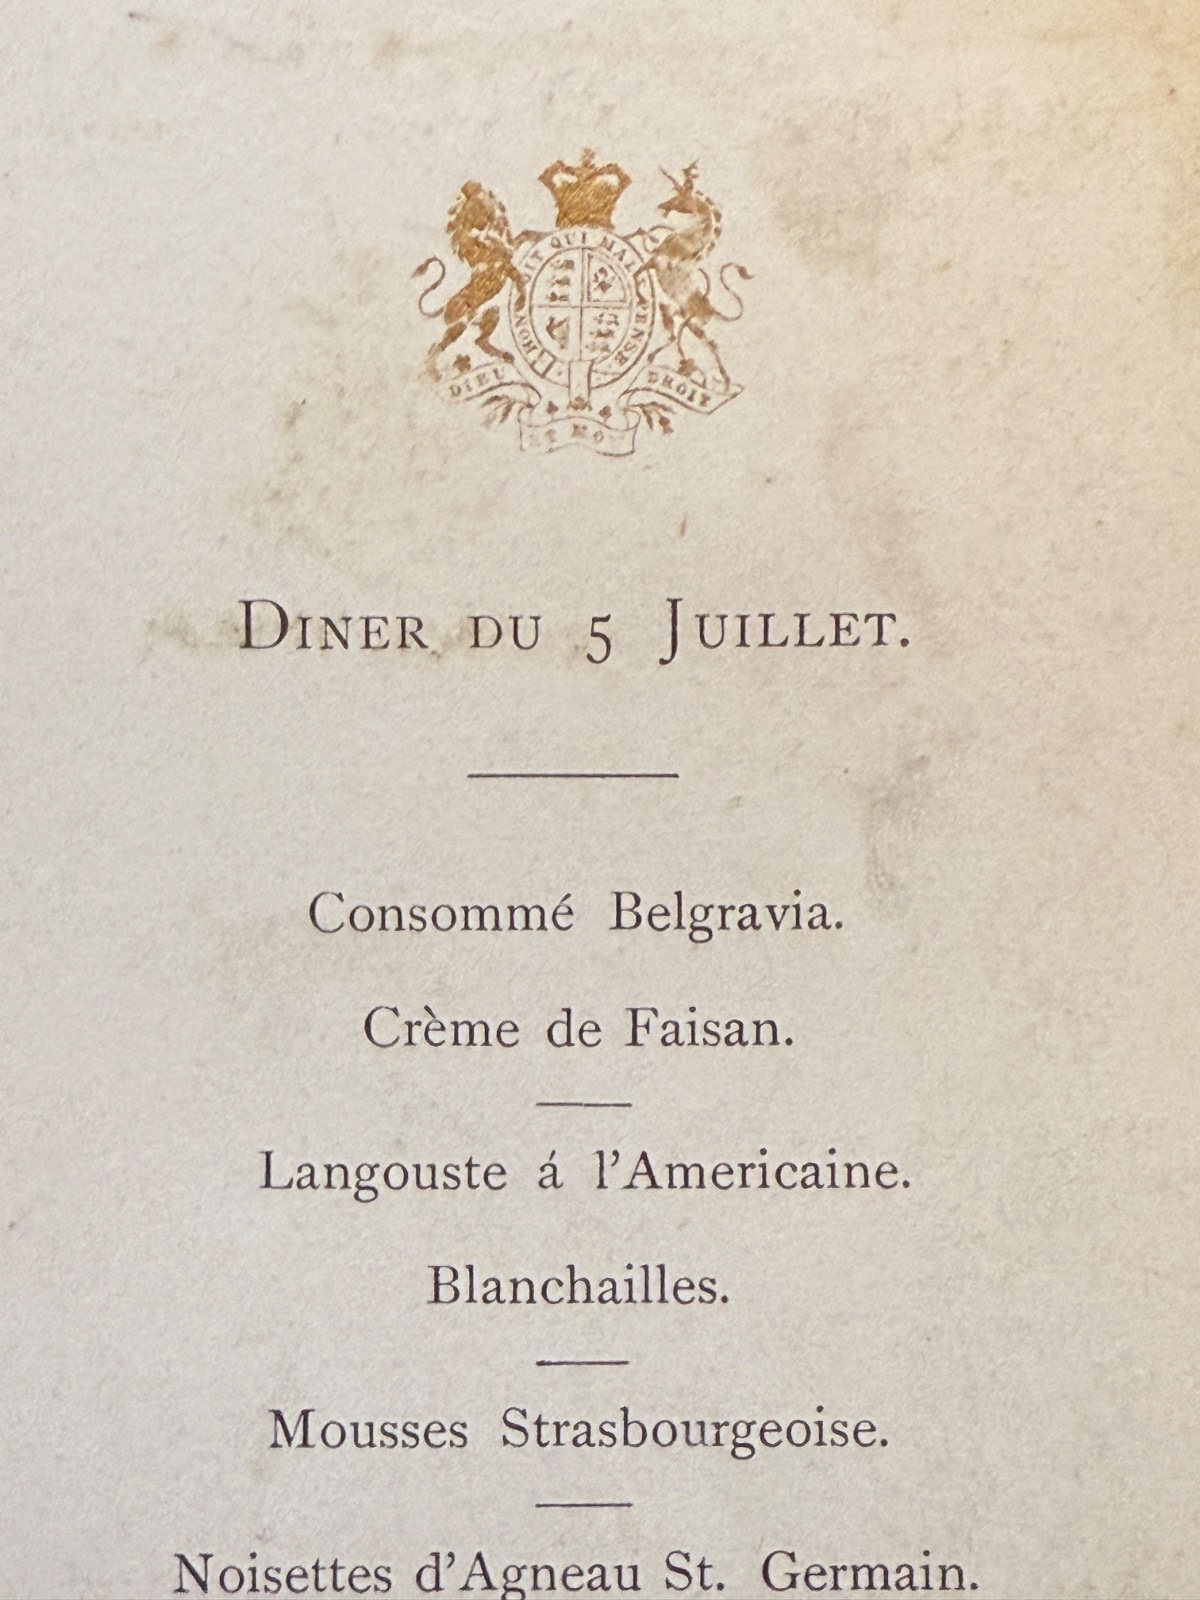 HONI SOIT QUI MAL Y PENSE
DIEU ET MON DROIT
DINER DU 5 JUILLET.
Consommé Belgravia.
Crème de Faisan.
Langouste á l'Americaine.
Blanchailles.
Mousses Strasbourgeoise.
Noisettes d'Agneau St. Germain.